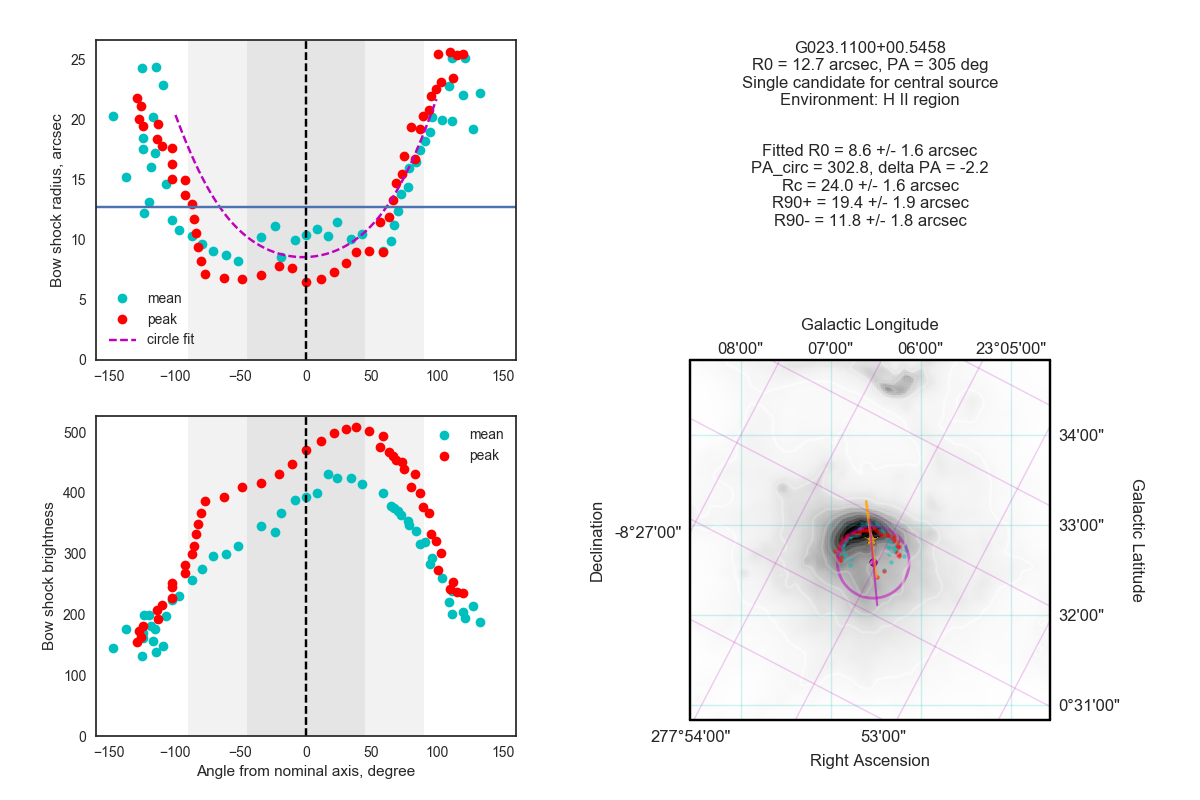 25
20
15
10
5
0
Bow shock radius, arcsec
mean
peak
circle fit
−150
−100
−50
0
50
100
150
500
400
300
200
100
0
Bow shock brightness
mean
peak
−150
−100
−50
0
50
100
150
Angle from nominal axis, degree
G023.1100+00.5458
R0 = 12.7 arcsec, PA = 305 deg
Single candidate for central source
Environment: H II region
Fitted R0 = 8.6 +/- 1.6 arcsec
PA_circ = 302.8, delta PA = -2.2
Rc = 24.0 +/- 1.6 arcsec
R90+ = 19.4 +/- 1.9 arcsec
R90- = 11.8 +/- 1.8 arcsec
Galactic Longitude
08'00"
07'00"
06'00"
23°05'00"
34'00"
33'00"
32'00"
0°31'00"
Galactic Latitude
-8°27'00"
Declination
277°54'00"
53'00"
Right Ascension